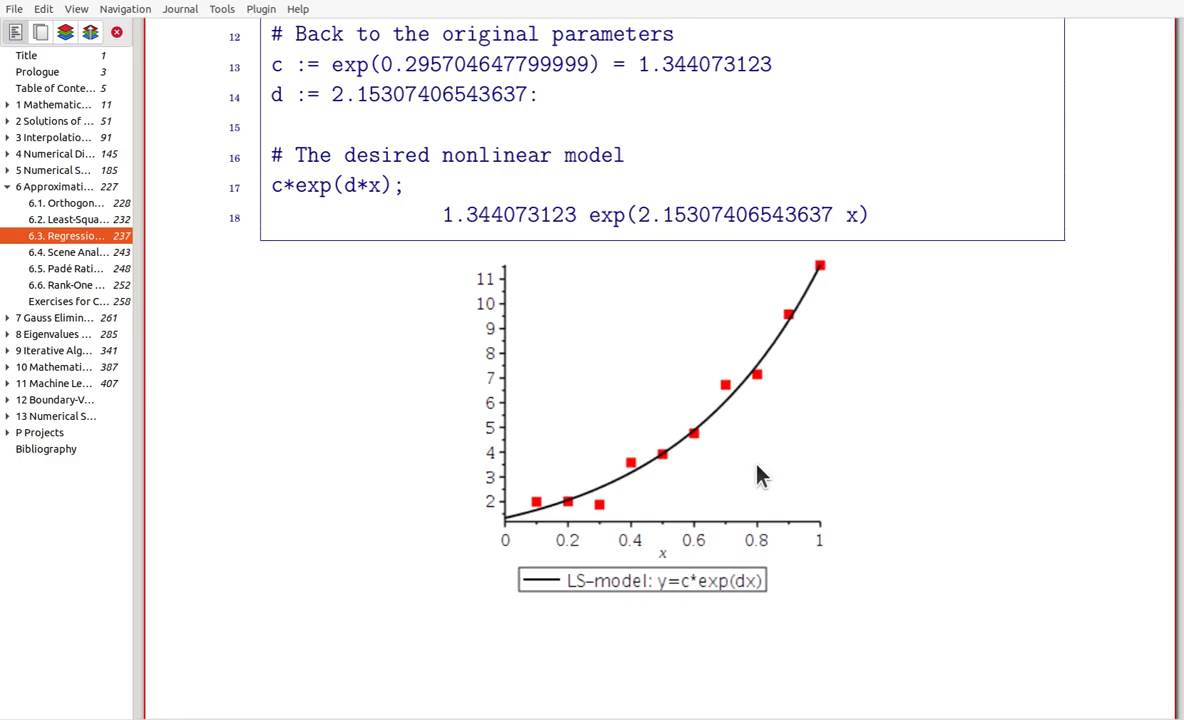 File Edit View Navigation Journal Tools Plugin Help
Title 1
Prologue 3
Table of Conte... 5
1 Mathematic... 11
2 Solutions of ... 51
3 Interpolatio... 91
4 Numerical Di... 145
5 Numerical S... 185
6 Approximati... 227
6.1. Orthogon... 228
6.2. Least-Squa... 232
6.3. Regressio... 237
6.4. Scene Anal... 243
6.5. Padé Rati... 248
6.6. Rank-One ... 252
Exercises for C... 258
7 Gauss Elimin... 261
8 Eigenvalues ... 285
9 Iterative Alg... 341
10 Mathemati... 387
11 Machine Le... 407
12 Boundary-V...
13 Numerical S...
P Projects
Bibliography
12 # Back to the original parameters
13 c := exp(0.295704647799999) = 1.344073123
14 d := 2.15307406543637:
15
16 # The desired nonlinear model
17 c*exp(d*x);
18 1.344073123 exp(2.15307406543637 x)
11
10
9
8
7
6
5
4
3
2
0 0.2 0.4 0.6 0.8 1
x
LS-model: y=c*exp(dx)